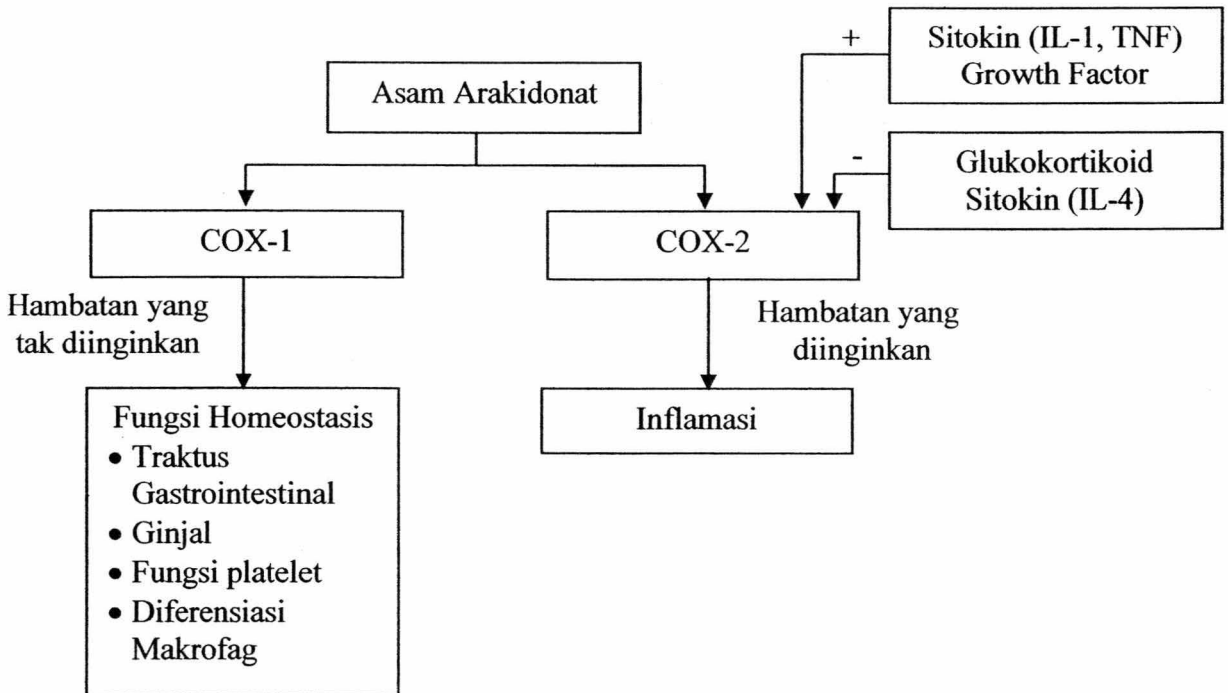 +
Sitokin (IL-1, TNF)
Growth Factor
Asam Arakidonat
-
Glukokortikoid
Sitokin (IL-4)
COX-1
COX-2
Hambatan yang
tak diinginkan
Hambatan yang
diinginkan
Fungsi Homeostasis
• Traktus
Gastrointestinal
• Ginjal
• Fungsi platelet
• Diferensiasi
Makrofag
Inflamasi